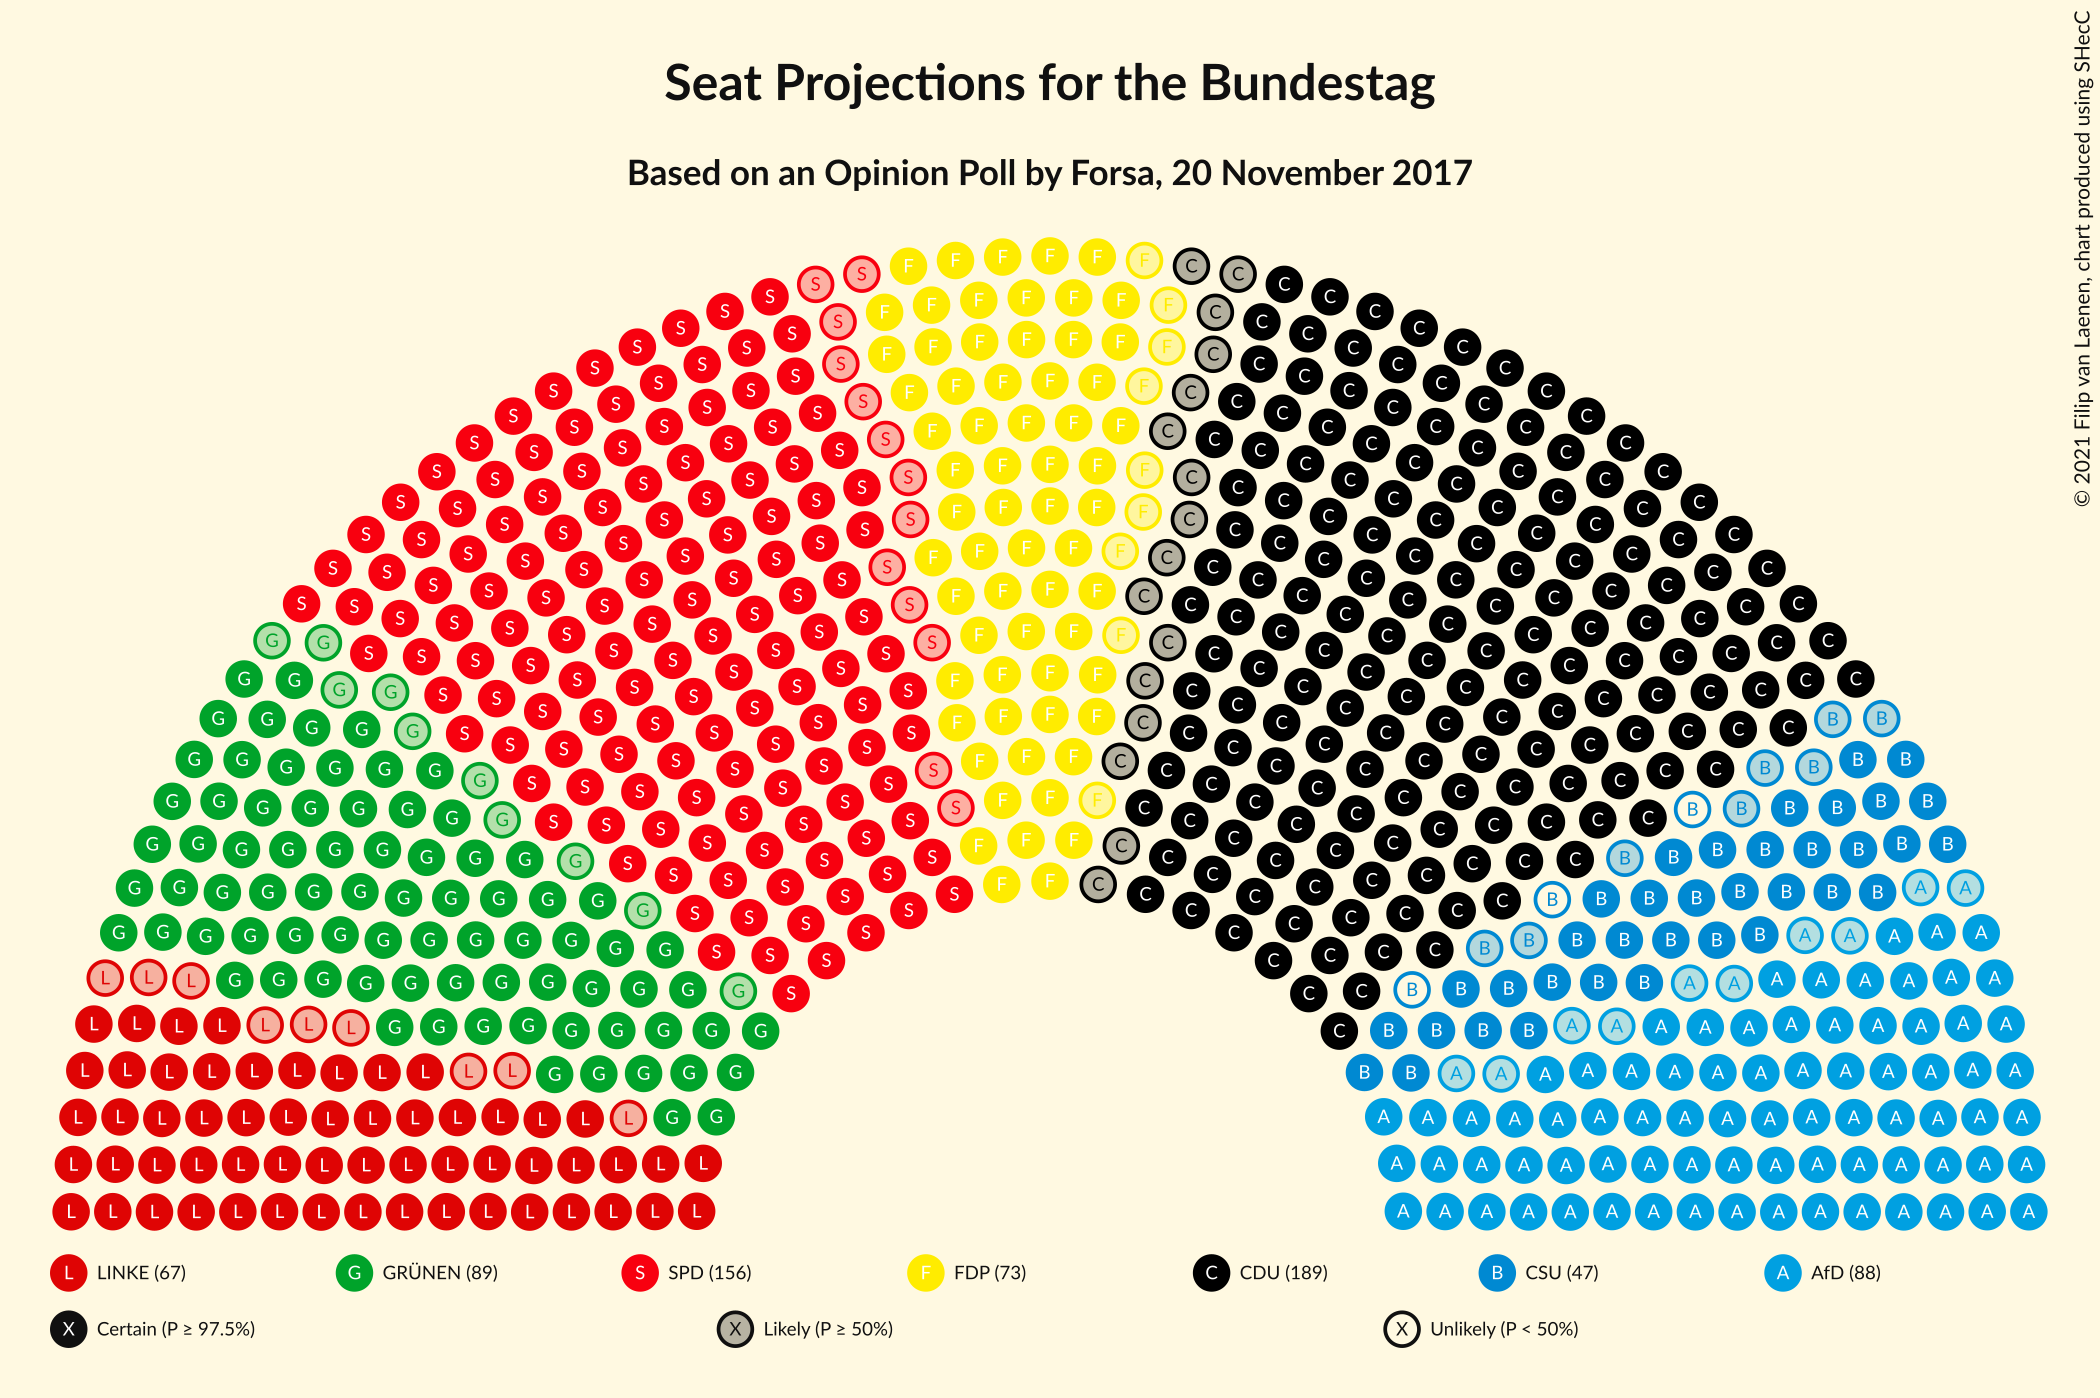 Seat Projections for the Bundestag
Based on an Opinion Poll by Forsa, 20 November 2017
© 2021 Filip van Laenen, chart produced using SHecC
L LINKE (67) G GRÜNEN (89) S SPD (156) F FDP (73) C CDU (189) B CSU (47) A AfD (88)
X Certain (P ≥ 97.5%) X Likely (P ≥ 50%) X Unlikely (P < 50%)